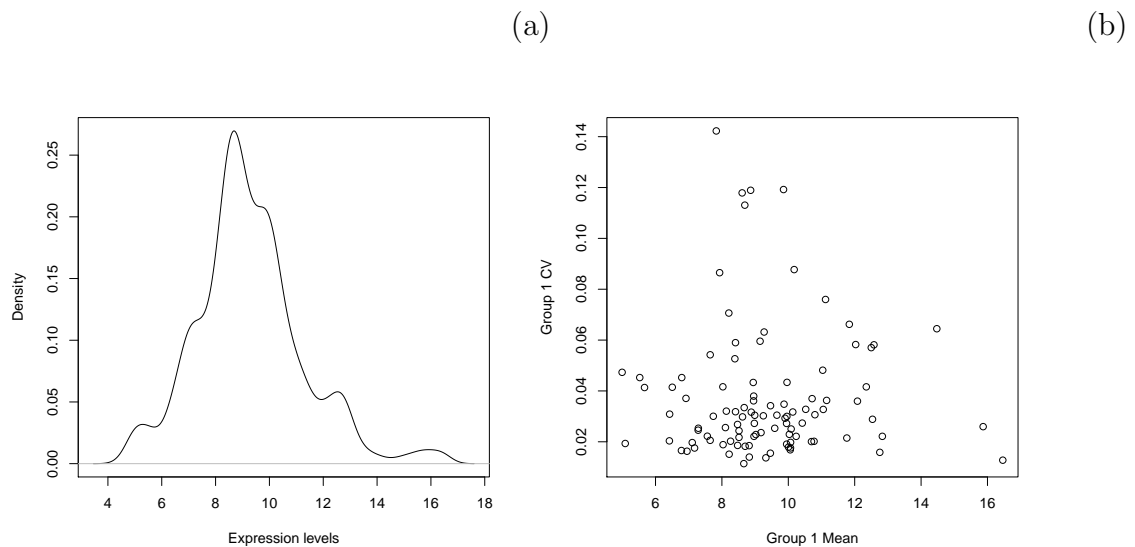 (a)
(b)
0.25
0.20
0.15
0.10
0.05
0.00
Density
4 6 8 10 12 14 16 18
Expression levels
0.14
0.12
0.10
0.08
0.06
0.04
0.02
Group 1 CV
6 8 10 12 14 16
Group 1 Mean